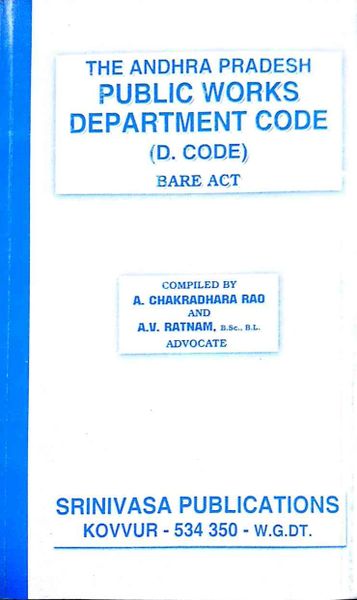 THE ANDHRA PRADESH
PUBLIC WORKS
DEPARTMENT CODE
(D. CODE)
BARE ACT
COMPILED BY
A. CHAKRADHARA RAO
AND
A.V. RATNAM, B.Sc., B.L.
ADVOCATE
SRINIVASA PUBLICATIONS
KOVVUR - 534 350 - W.G.DT.